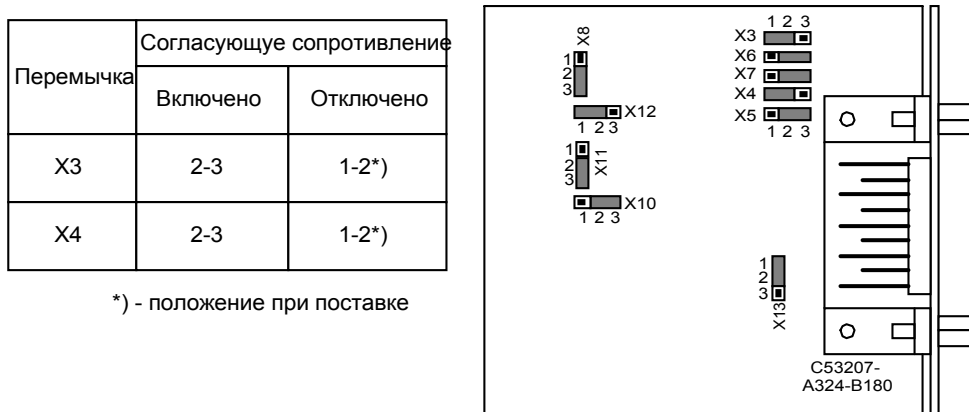 Перемычка
Согласующуе сопротивление
Включено
Отключено
X3
2-3
1-2*)
X4
2-3
1-2*)
*) - положение при поставке
X8
1
2
3
X12
1 2 3
1
2
3
X11
X10
1 2 3
1 2 3
X3
X6
X7
X4
X5
1 2 3
1
2
3
X13
C53207-
A324-B180